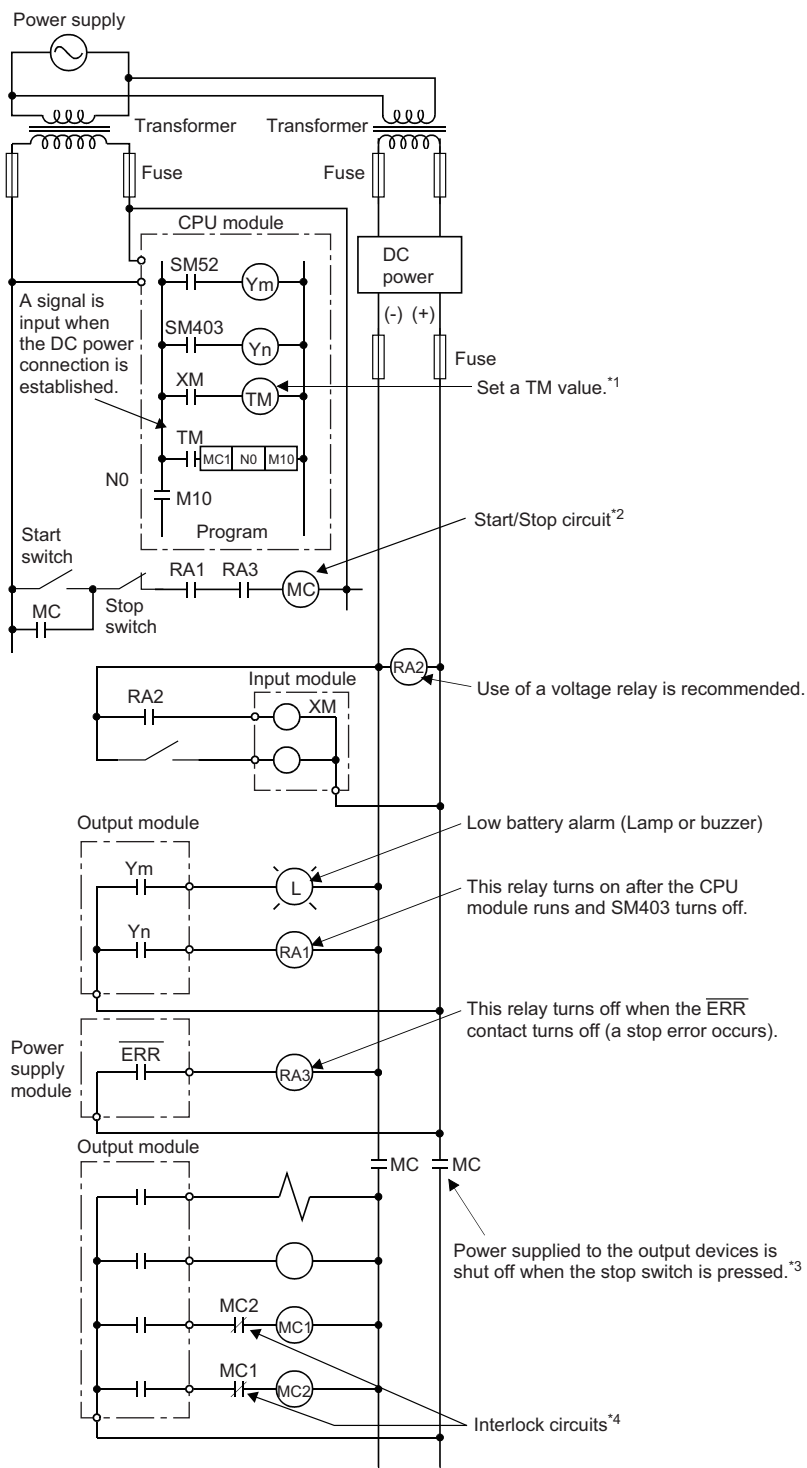 Power supply
Transformer
Transformer
Fuse
Fuse
CPU module
DC
power
SM52
Ym
A signal is
input when
the DC power
connection is
established.
(-) (+)
SM403
Yn
Fuse
XM
TM
Set a TM value.*1
TM
MC1 N0 M10
N0
M10
Program
Start/Stop circuit*2
Start
switch
RA1
RA3
MC
MC
Stop
switch
RA2
Input module
Use of a voltage relay is recommended.
RA2
XM
Output module
Low battery alarm (Lamp or buzzer)
Ym
L
This relay turns on after the CPU
module runs and SM403 turns off.
Yn
RA1
This relay turns off when the E̅R̅R̅
contact turns off (a stop error occurs).
Power
supply
module
E̅R̅R̅
RA3
Output module
MC
MC
Power supplied to the output devices is
shut off when the stop switch is pressed.*3
MC2
MC1
MC1
MC2
Interlock circuits*4